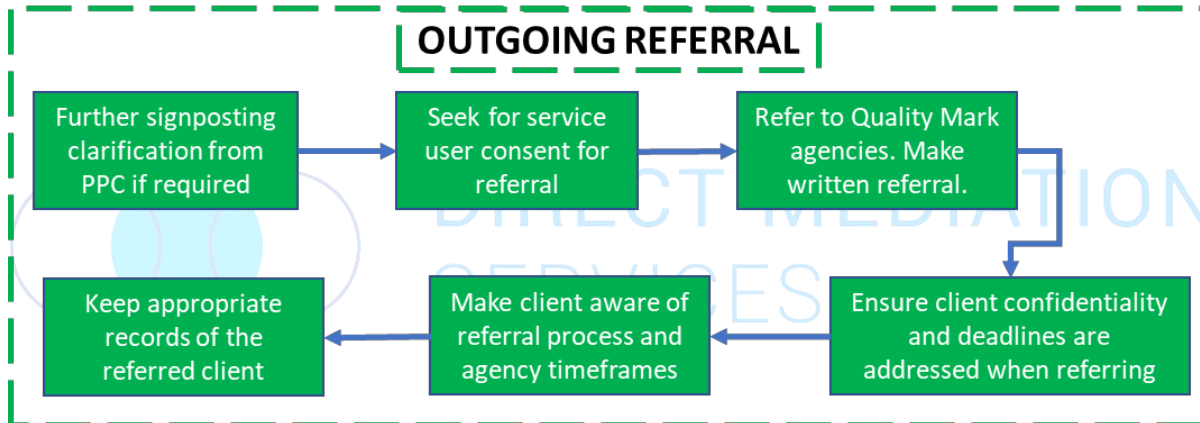 OUTGOING REFERRAL
Further signposting
clarification from
PPC if required
Seek for service
user consent for
referral
Refer to Quality Mark
agencies. Make
written referral.
Ensure client confidentiality
and deadlines are
addressed when referring
Make client aware of
referral process and
agency timeframes
Keep appropriate
records of the
referred client
DIRECT MEDIATION
SERVICES